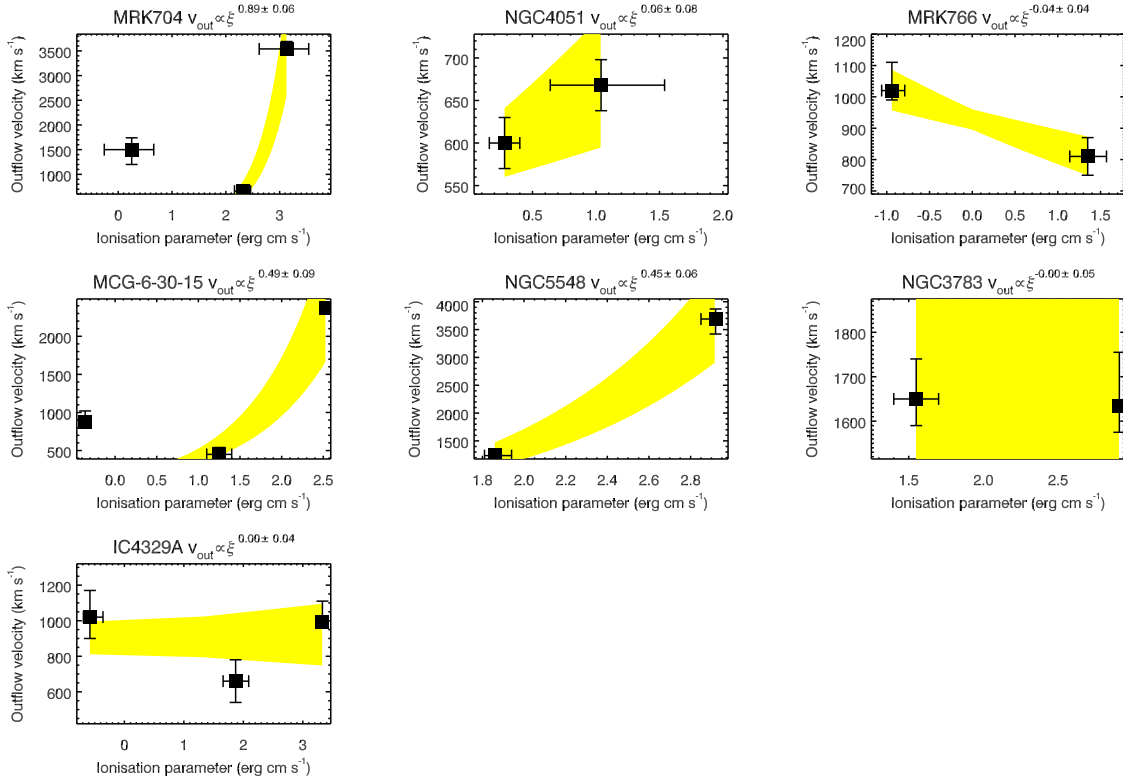 MRK704 v_out∝ξ^0.89± 0.06
Outflow velocity (km s^-1)
3500
3000
2500
2000
1500
1000
0 1 2 3
Ionisation parameter (erg cm s^-1)
NGC4051 v_out∝ξ^0.06± 0.08
Outflow velocity (km s^-1)
700
650
600
550
0.5 1.0 1.5 2.0
Ionisation parameter (erg cm s^-1)
MRK766 v_out∝ξ^-0.04± 0.04
Outflow velocity (km s^-1)
1200
1100
1000
900
800
700
-1.0 -0.5 0.0 0.5 1.0 1.5
Ionisation parameter (erg cm s^-1)
MCG-6-30-15 v_out∝ξ^0.49± 0.09
Outflow velocity (km s^-1)
2000
1500
1000
500
0.0 0.5 1.0 1.5 2.0 2.5
Ionisation parameter (erg cm s^-1)
NGC5548 v_out∝ξ^0.45± 0.06
Outflow velocity (km s^-1)
4000
3500
3000
2500
2000
1500
1.8 2.0 2.2 2.4 2.6 2.8
Ionisation parameter (erg cm s^-1)
NGC3783 v_out∝ξ^-0.00± 0.05
Outflow velocity (km s^-1)
1800
1700
1600
1.5 2.0 2.5
Ionisation parameter (erg cm s^-1)
IC4329A v_out∝ξ^0.00± 0.04
Outflow velocity (km s^-1)
1200
1000
800
600
0 1 2 3
Ionisation parameter (erg cm s^-1)